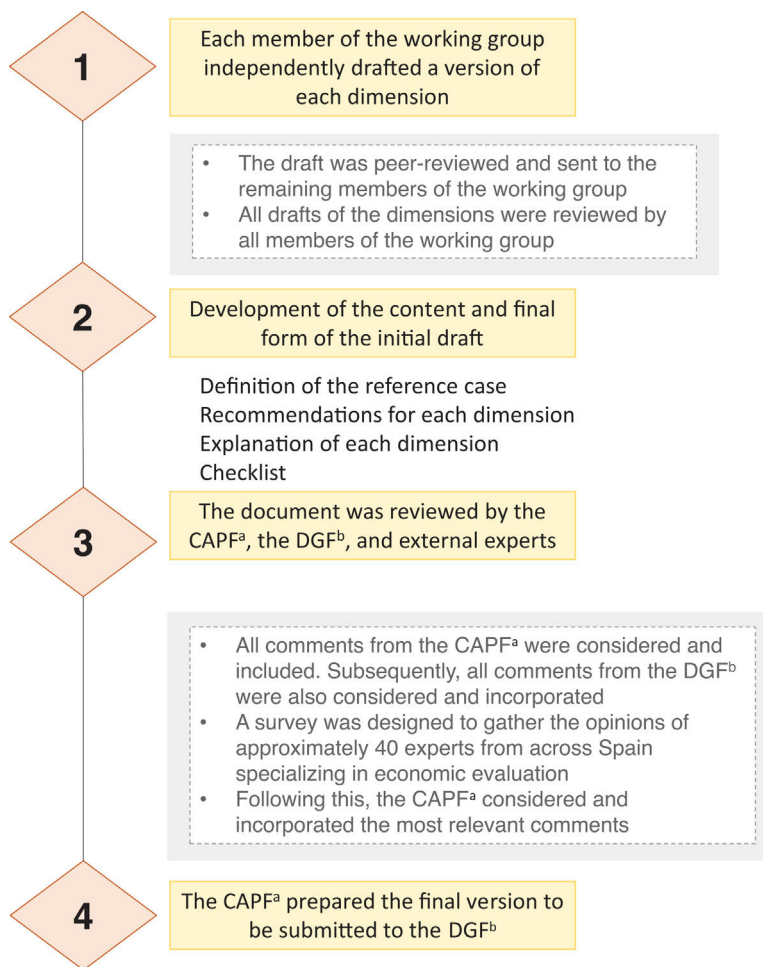 1
Each member of the working group
independently drafted a version of
each dimension
• The draft was peer-reviewed and sent to the
remaining members of the working group
• All drafts of the dimensions were reviewed by
all members of the working group
2
Development of the content and final
form of the initial draft
Definition of the reference case
Recommendations for each dimension
Explanation of each dimension
Checklist
3
The document was reviewed by the
CAPFᵃ, the DGFᵇ, and external experts
• All comments from the CAPFᵃ were considered and
included. Subsequently, all comments from the DGFᵇ
were also considered and incorporated
• A survey was designed to gather the opinions of
approximately 40 experts from across Spain
specializing in economic evaluation
• Following this, the CAPFᵃ considered and
incorporated the most relevant comments
4
The CAPFᵃ prepared the final version to
be submitted to the DGFᵇ